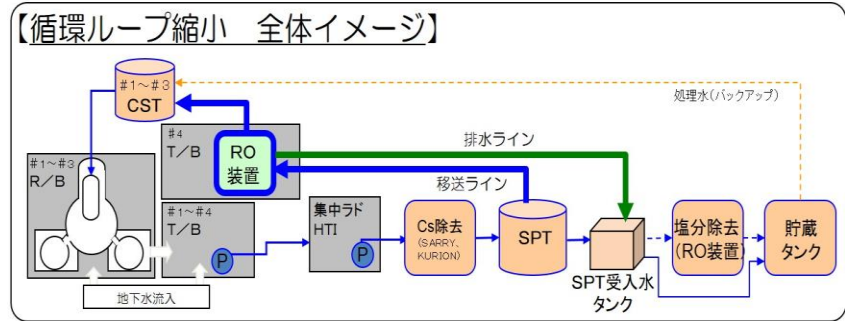 【循環ループ縮小　全体イメージ】
#1～#3
CST
処理水(バックアップ)
#4
T/B
RO
装置
排水ライン
移送ライン
#1～#3
R/B
#1～#4
T/B
P
集中ラド
HTI
P
Cs除去
(SARRY、
KURION)
SPT
SPT受入水
タンク
塩分除去
(RO装置)
貯蔵
タンク
地下水流入